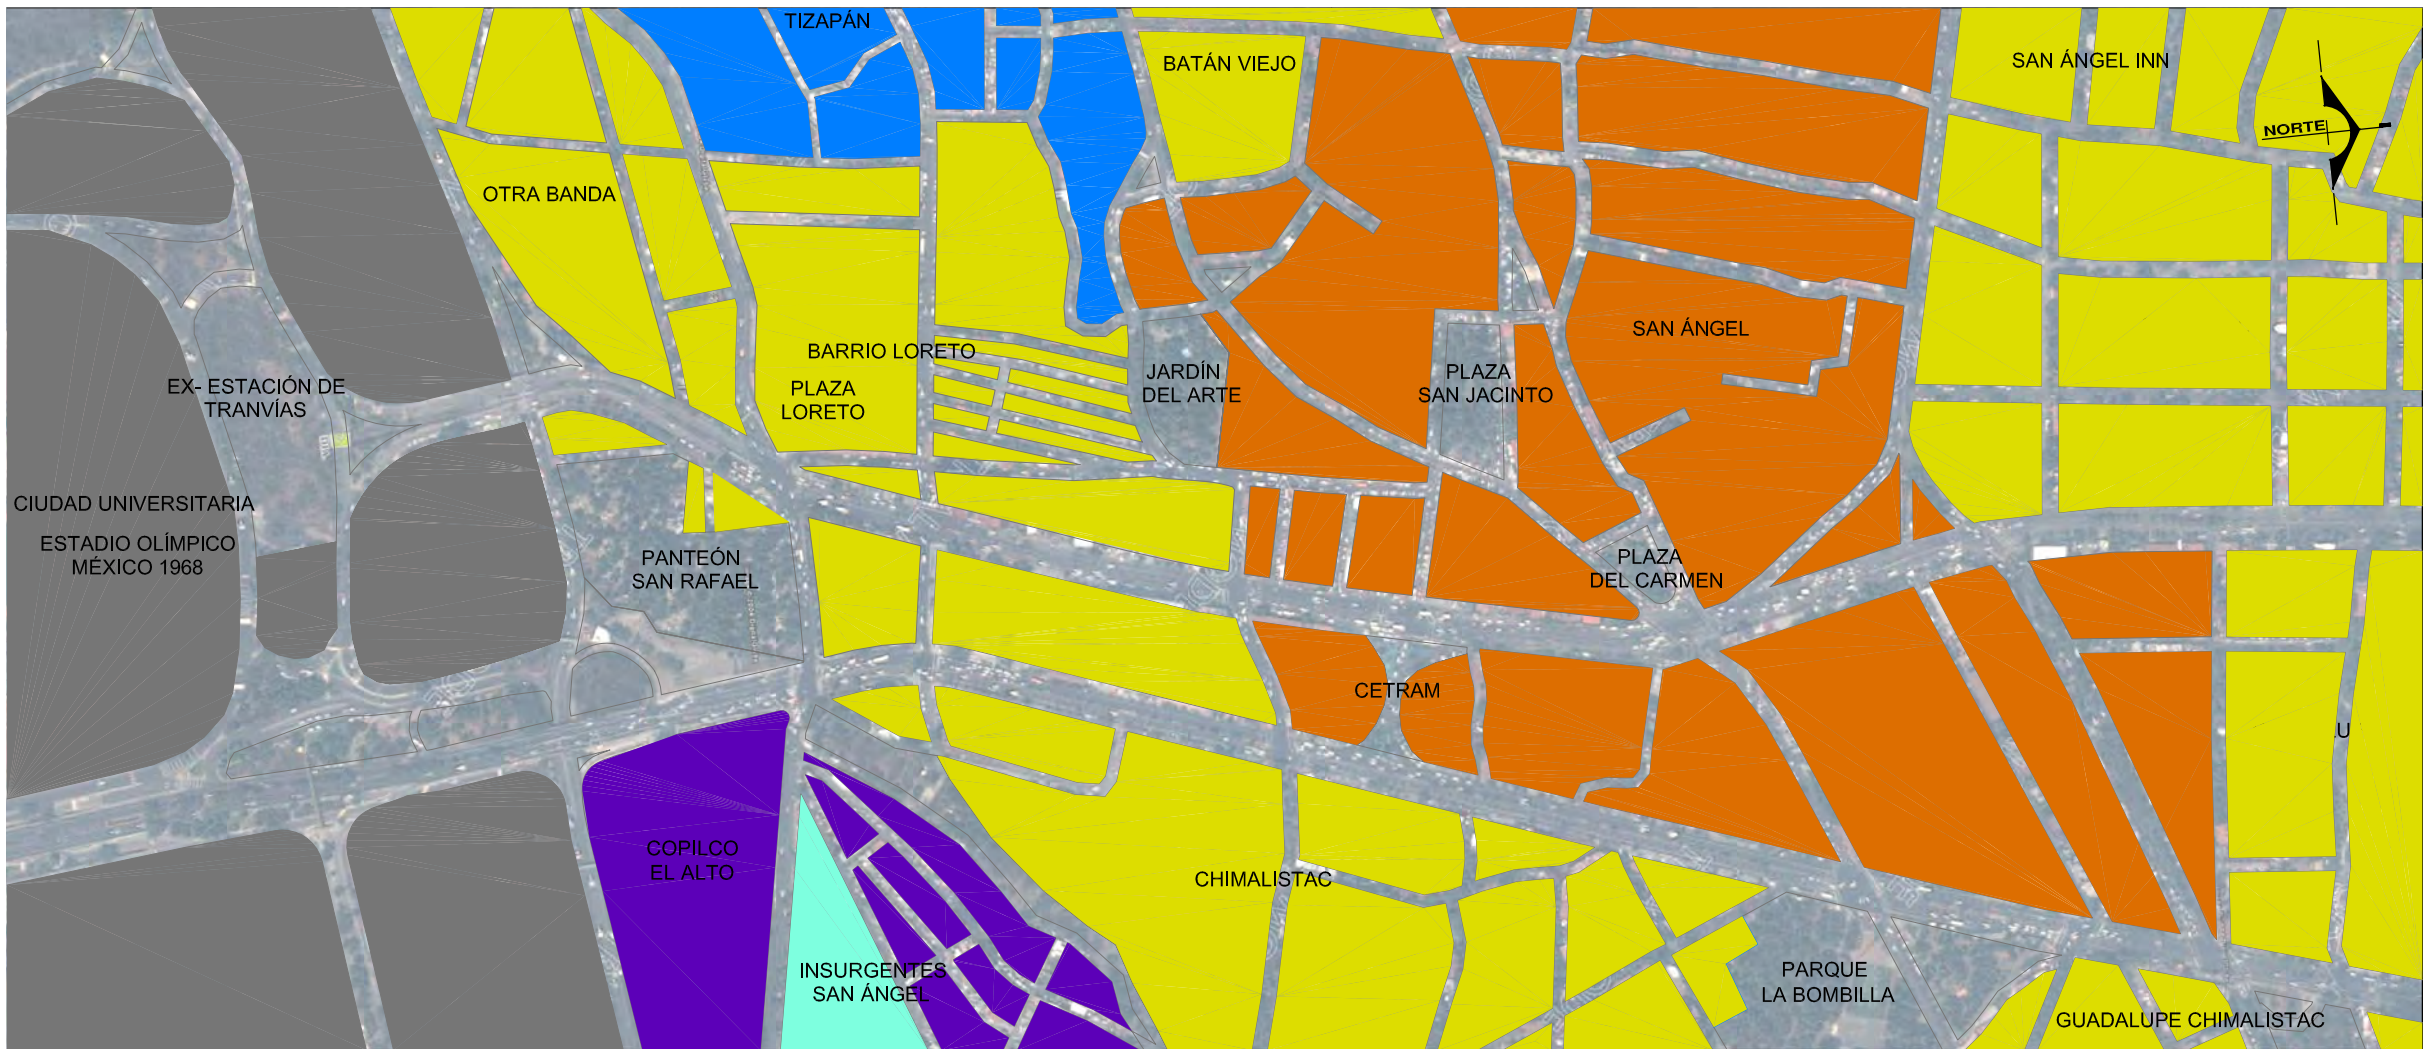 TIZAPÁN
BATÁN VIEJO
SAN ÁNGEL INN
NORTE
OTRA BANDA
SAN ÁNGEL
BARRIO LORETO
PLAZA
LORETO
JARDÍN
DEL ARTE
PLAZA
SAN JACINTO
EX- ESTACIÓN DE
TRANVÍAS
CIUDAD UNIVERSITARIA
ESTADIO OLÍMPICO
MÉXICO 1968
PANTEÓN
SAN RAFAEL
PLAZA
DEL CARMEN
CETRAM
COPILCO
EL ALTO
CHIMALISTAC
INSURGENTES
SAN ÁNGEL
PARQUE
LA BOMBILLA
GUADALUPE CHIMALISTAC